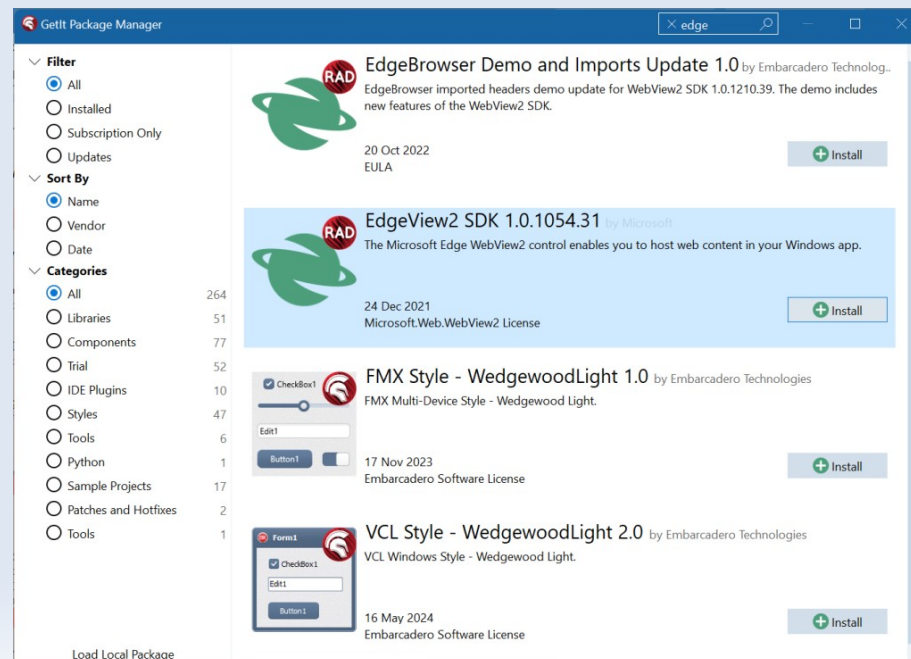 GetIt Package Manager
edge
Filter
All
Installed
Subscription Only
Updates
Sort By
Name
Vendor
Date
Categories
All 264
Libraries 51
Components 77
Trial 52
IDE Plugins 10
Styles 47
Tools 6
Python 1
Sample Projects 17
Patches and Hotfixes 2
Tools 1
Load Local Package
RAD
EdgeBrowser Demo and Imports Update 1.0 by Embarcadero Technolog..
EdgeBrowser imported headers demo update for WebView2 SDK 1.0.1210.39. The demo includes
new features of the WebView2 SDK.
20 Oct 2022
EULA
Install
RAD
EdgeView2 SDK 1.0.1054.31 by Microsoft
The Microsoft Edge WebView2 control enables you to host web content in your Windows app.
24 Dec 2021
Microsoft.Web.WebView2 License
Install
CheckBox1
Edit1
Button1
FMX Style - WedgewoodLight 1.0 by Embarcadero Technologies
FMX Multi-Device Style - Wedgewood Light.
17 Nov 2023
Embarcadero Software License
Install
Form1
CheckBox1
Edit1
Button1
VCL Style - WedgewoodLight 2.0 by Embarcadero Technologies
VCL Windows Style - Wedgewood Light.
16 May 2024
Embarcadero Software License
Install